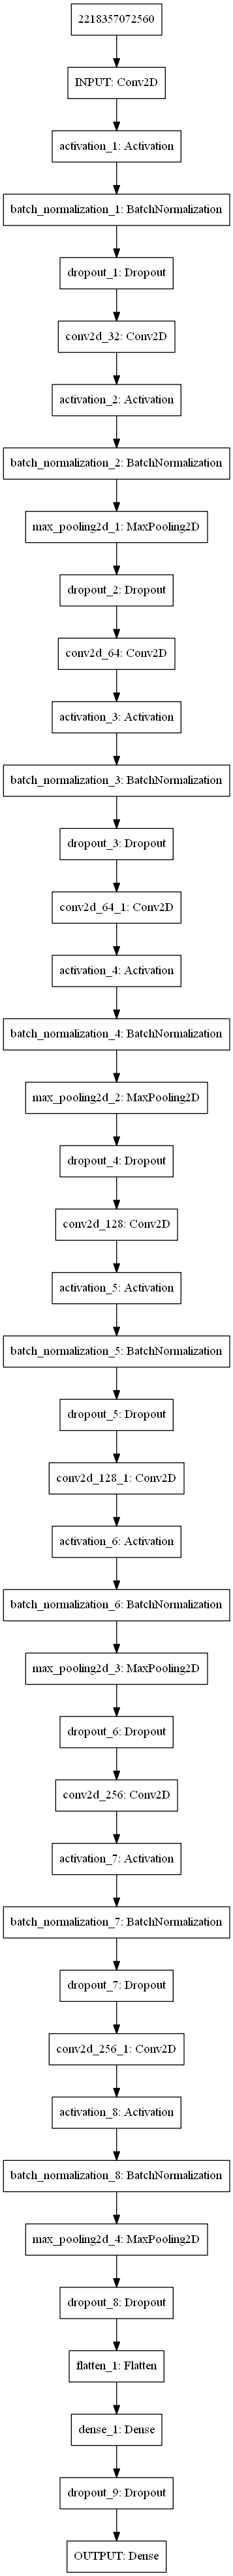 2218357072560
INPUT: Conv2D
activation_1: Activation
batch_normalization_1: BatchNormalization
dropout_1: Dropout
conv2d_32: Conv2D
activation_2: Activation
batch_normalization_2: BatchNormalization
max_pooling2d_1: MaxPooling2D
dropout_2: Dropout
conv2d_64: Conv2D
activation_3: Activation
batch_normalization_3: BatchNormalization
dropout_3: Dropout
conv2d_64_1: Conv2D
activation_4: Activation
batch_normalization_4: BatchNormalization
max_pooling2d_2: MaxPooling2D
dropout_4: Dropout
conv2d_128: Conv2D
activation_5: Activation
batch_normalization_5: BatchNormalization
dropout_5: Dropout
conv2d_128_1: Conv2D
activation_6: Activation
batch_normalization_6: BatchNormalization
max_pooling2d_3: MaxPooling2D
dropout_6: Dropout
conv2d_256: Conv2D
activation_7: Activation
batch_normalization_7: BatchNormalization
dropout_7: Dropout
conv2d_256_1: Conv2D
activation_8: Activation
batch_normalization_8: BatchNormalization
max_pooling2d_4: MaxPooling2D
dropout_8: Dropout
flatten_1: Flatten
dense_1: Dense
dropout_9: Dropout
OUTPUT: Dense